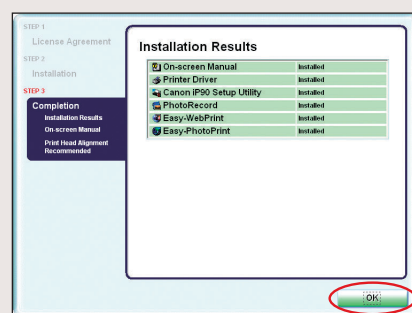 STEP 1
License Agreement
STEP 2
Installation
STEP 3
Completion
Installation Results
On-screen Manual
Print Head Alignment
Recommended
Installation Results
On-screen Manual Installed
Printer Driver Installed
Canon iP90 Setup Utility Installed
PhotoRecord Installed
Easy-WebPrint Installed
Easy-PhotoPrint Installed
OK